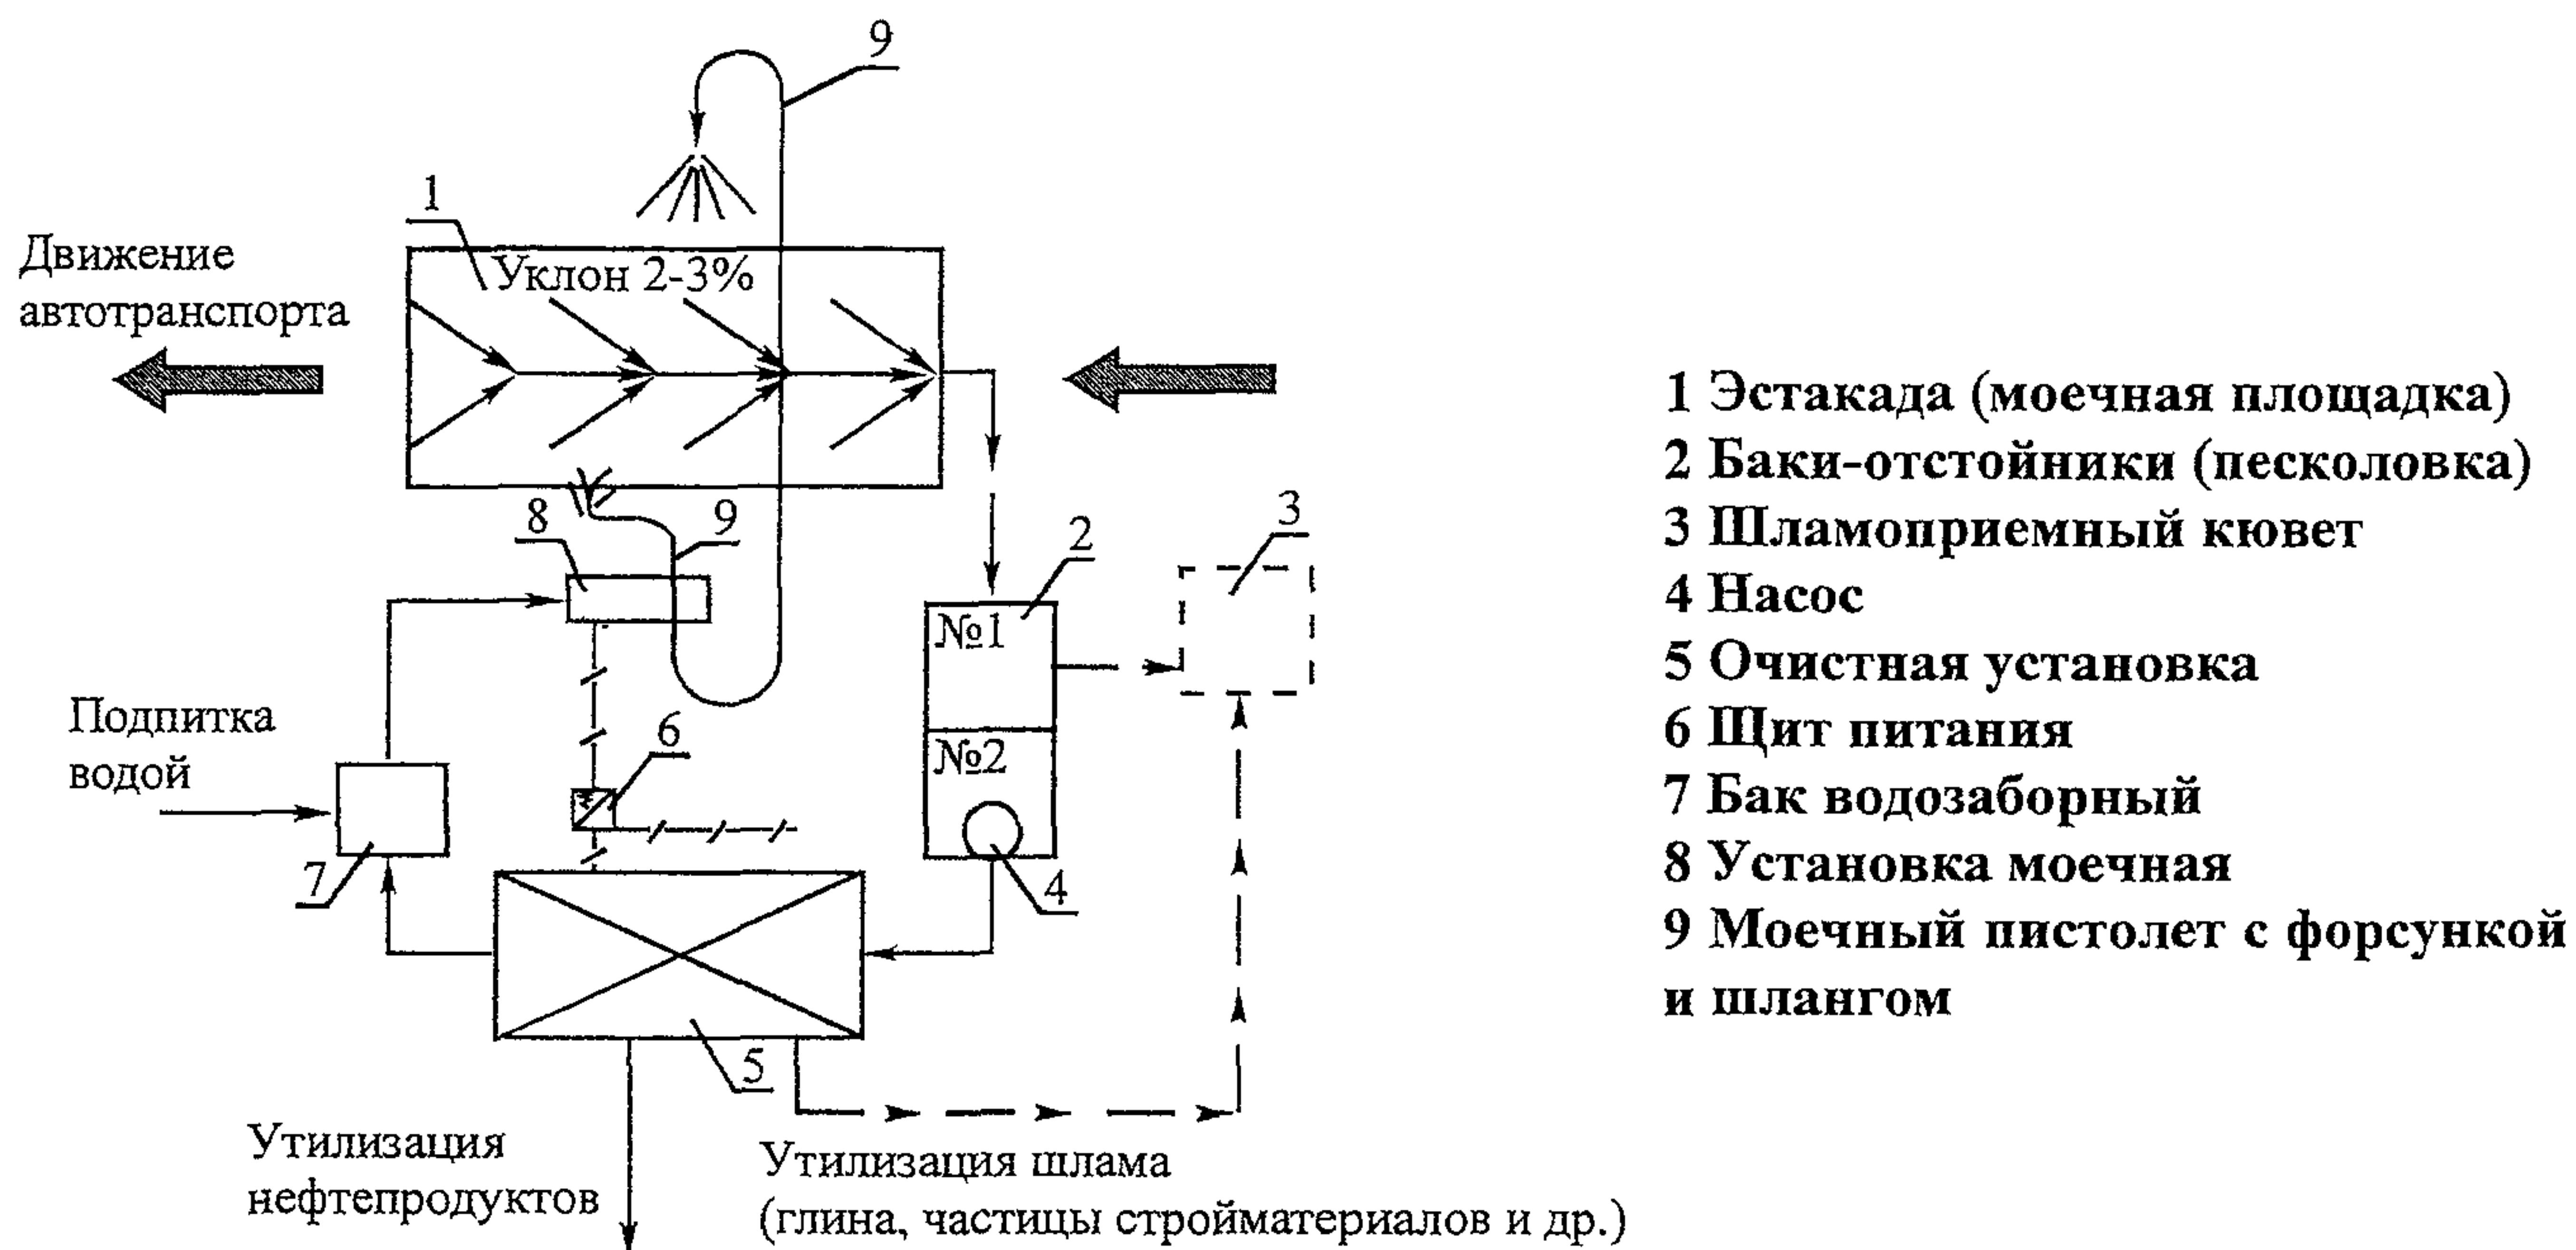 9
1
Движение
автотранспорта
Уклон 2-3%
8
9
2
3
№1
№2
Подпитка
водой
6
7
4
5
Утилизация
нефтепродуктов
Утилизация шлама
(глина, частицы стройматериалов и др.)
1 Эстакада (моечная площадка)
2 Баки-отстойники (песколовка)
3 Шламоприемный кювет
4 Насос
5 Очистная установка
6 Щит питания
7 Бак водозаборный
8 Установка моечная
9 Моечный пистолет с форсункой
и шлангом